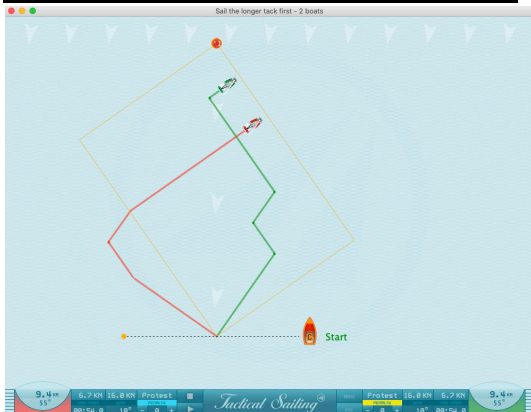 Sail the longer tack first - 2 boats
C
Start
9.4 KN
55°
6.7 KN 16.0 KN Protest
00:54.0 10° - 0 +
Tactical Sailing
Protest 16.0 KN 6.7 KN
- 0 + 10° 00:54.0
9.4 KN
55°